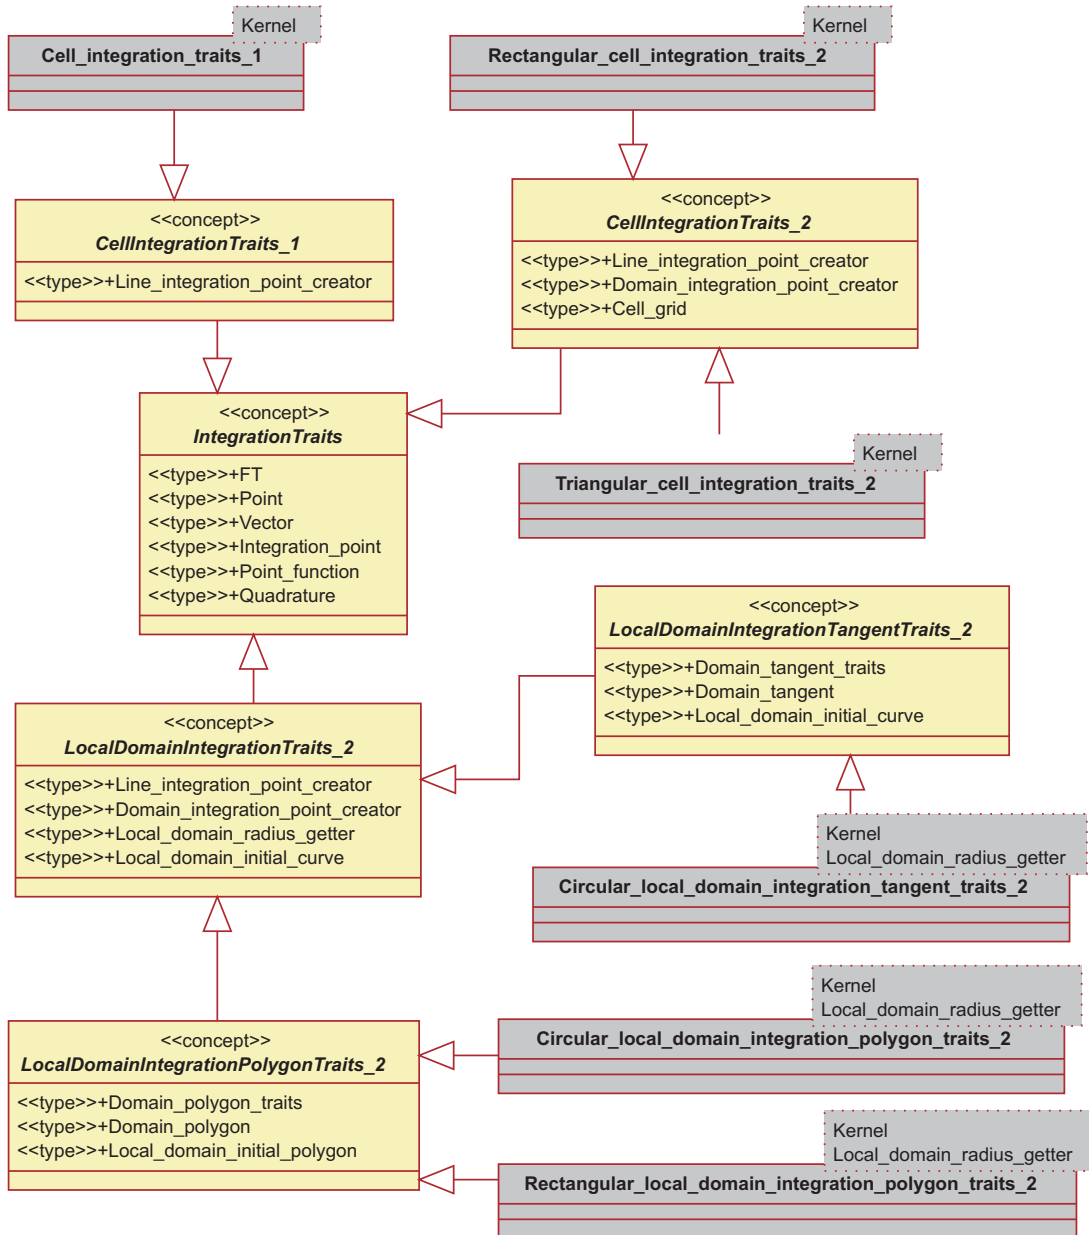 Kernel
Cell_integration_traits_1
Kernel
Rectangular_cell_integration_traits_2
<<concept>>
CellIntegrationTraits_1
<<type>>+Line_integration_point_creator
<<concept>>
CellIntegrationTraits_2
<<type>>+Line_integration_point_creator
<<type>>+Domain_integration_point_creator
<<type>>+Cell_grid
<<concept>>
IntegrationTraits
<<type>>+FT
<<type>>+Point
<<type>>+Vector
<<type>>+Integration_point
<<type>>+Point_function
<<type>>+Quadrature
Kernel
Triangular_cell_integration_traits_2
<<concept>>
LocalDomainIntegrationTangentTraits_2
<<type>>+Domain_tangent_traits
<<type>>+Domain_tangent
<<type>>+Local_domain_initial_curve
<<concept>>
LocalDomainIntegrationTraits_2
<<type>>+Line_integration_point_creator
<<type>>+Domain_integration_point_creator
<<type>>+Local_domain_radius_getter
<<type>>+Local_domain_initial_curve
Kernel
Local_domain_radius_getter
Circular_local_domain_integration_tangent_traits_2
Kernel
Local_domain_radius_getter
Circular_local_domain_integration_polygon_traits_2
<<concept>>
LocalDomainIntegrationPolygonTraits_2
<<type>>+Domain_polygon_traits
<<type>>+Domain_polygon
<<type>>+Local_domain_initial_polygon
Kernel
Local_domain_radius_getter
Rectangular_local_domain_integration_polygon_traits_2